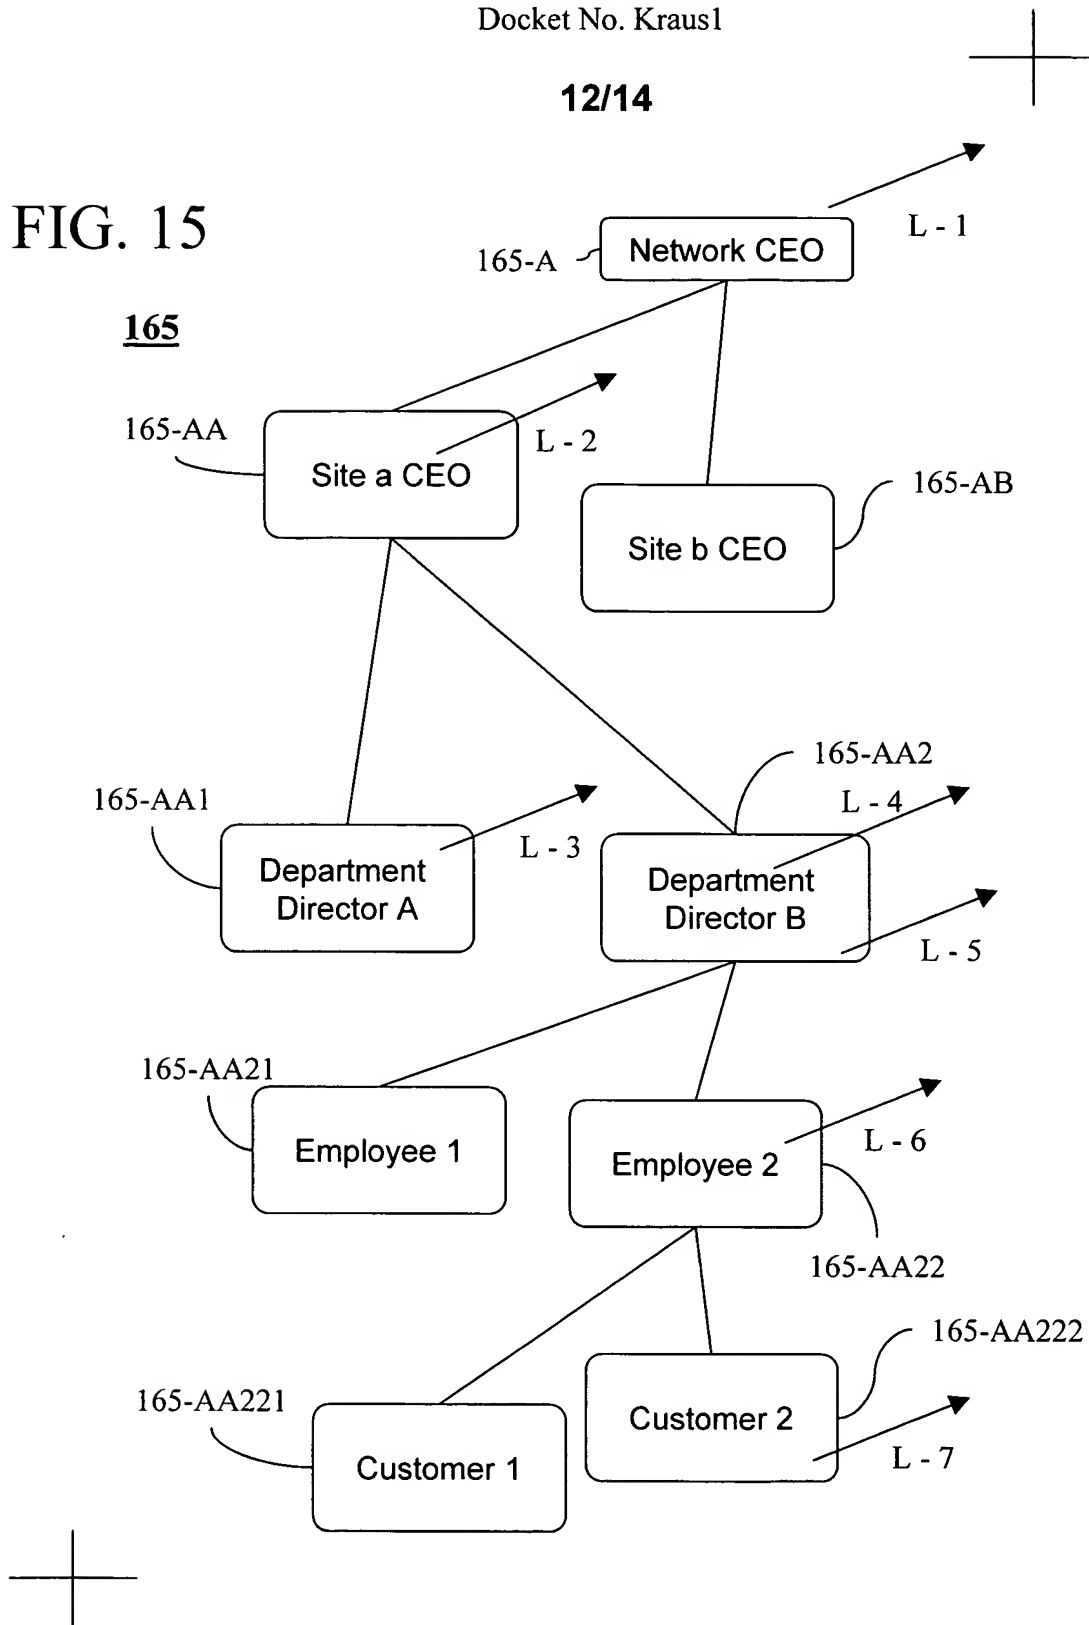 Docket No. Kraus1
12/14
FIG. 15
L - 1
165-A
Network CEO
165
165-AA
L - 2
Site a CEO
165-AB
Site b CEO
165-AA2
165-AA1
L - 4
L - 3
Department
Director A
Department
Director B
L - 5
165-AA21
Employee 1
L - 6
Employee 2
165-AA22
165-AA222
165-AA221
Customer 2
L - 7
Customer 1